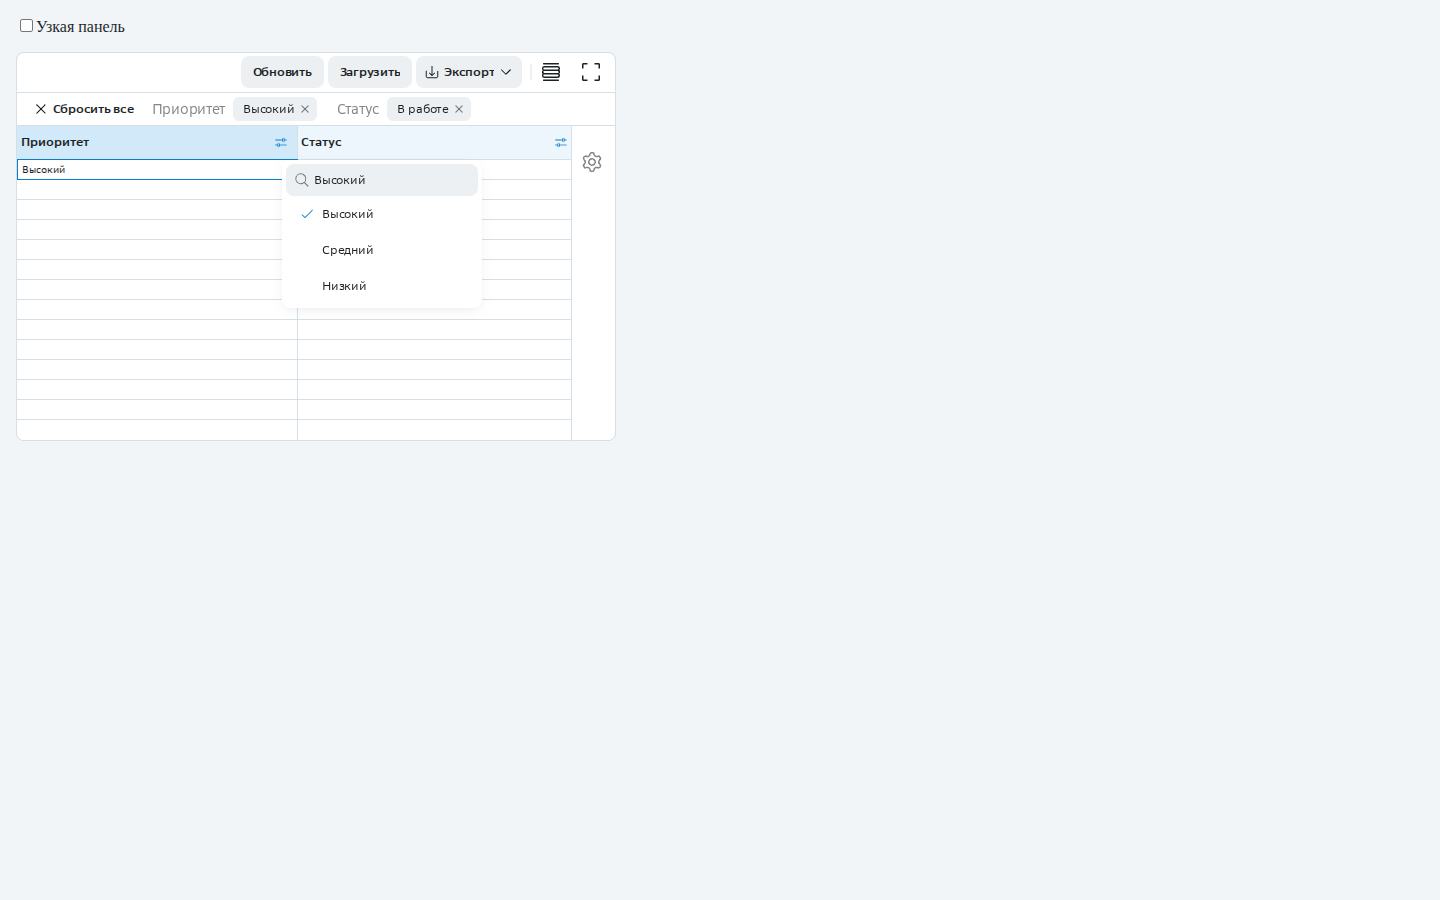 Узкая панель
Обновить Загрузить Экспорт
Сбросить все Приоритет Высокий Статус В работе
Приоритет Статус
Высокий
Высокий
Высокий
Средний
Низкий